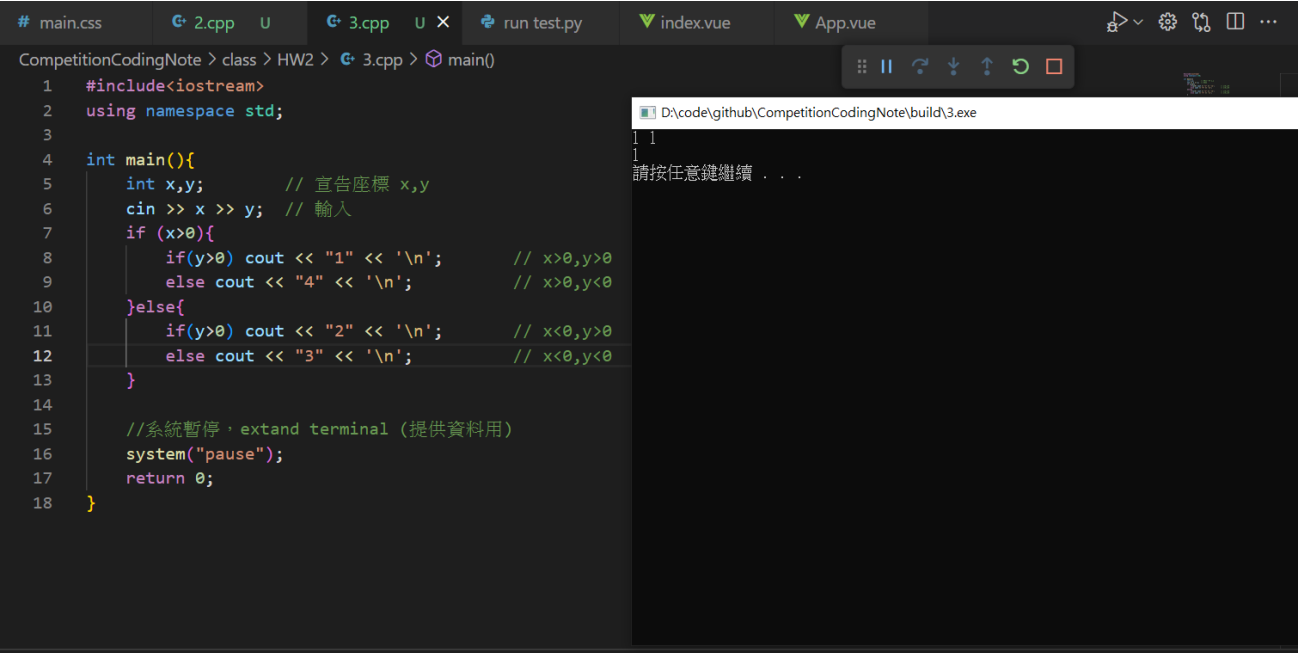 # main.css 2.cpp U 3.cpp U run test.py index.vue App.vue
CompetitionCodingNote > class > HW2 > 3.cpp > main()
1 #include<iostream>
2 using namespace std;
3
4 int main(){
5 int x,y; // 宣告座標 x,y
6 cin >> x >> y; // 輸入
7 if (x>0){
8 if(y>0) cout << "1" << '\n'; // x>0,y>0
9 else cout << "4" << '\n'; // x>0,y<0
10 }else{
11 if(y>0) cout << "2" << '\n'; // x<0,y>0
12 else cout << "3" << '\n'; // x<0,y<0
13 }
14
15 //系統暫停，extand terminal (提供資料用)
16 system("pause");
17 return 0;
18 }
D:\code\github\CompetitionCodingNote\build\3.exe
1 1
1
請按任意鍵繼續 . . .